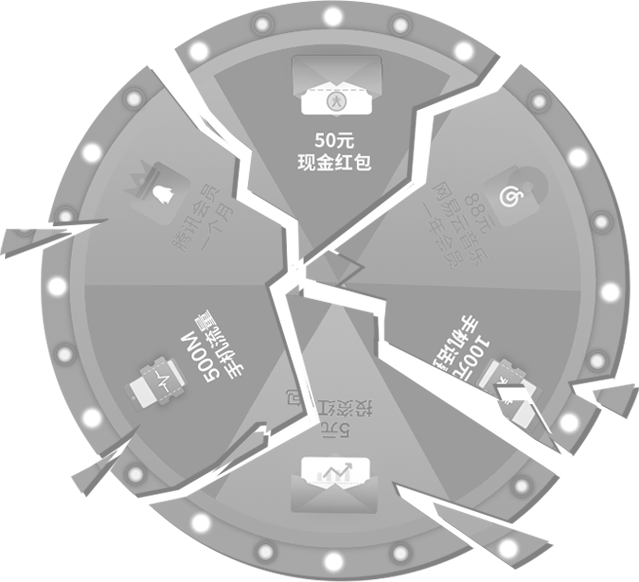 50元
现金红包
88元
网易云音乐
一年会员
100元
手机话费
5元
投资红包
500M
手机流量
腾讯会员
一个月